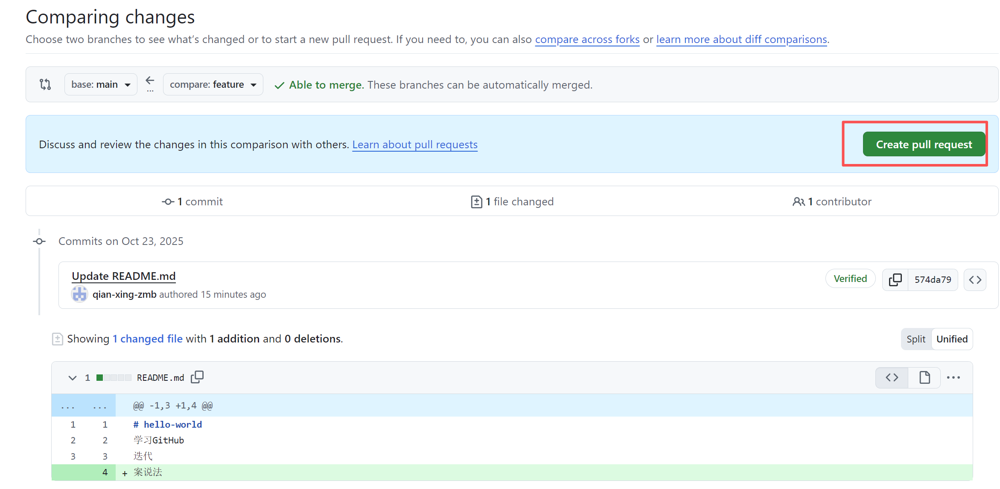 Comparing changes
Choose two branches to see what’s changed or to start a new pull request. If you need to, you can also compare across forks or learn more about diff comparisons.
base: main ... compare: feature Able to merge. These branches can be automatically merged.
Discuss and review the changes in this comparison with others. Learn about pull requests Create pull request
1 commit 1 file changed 1 contributor
Commits on Oct 23, 2025
Update README.md
qian-xing-zmb authored 15 minutes ago
Verified 574da79
Showing 1 changed file with 1 addition and 0 deletions.
Split Unified
1 README.md
... ... @@ -1,3 +1,4 @@
1 1 # hello-world
2 2 学习GitHub
3 3 迭代
4 + 案说法